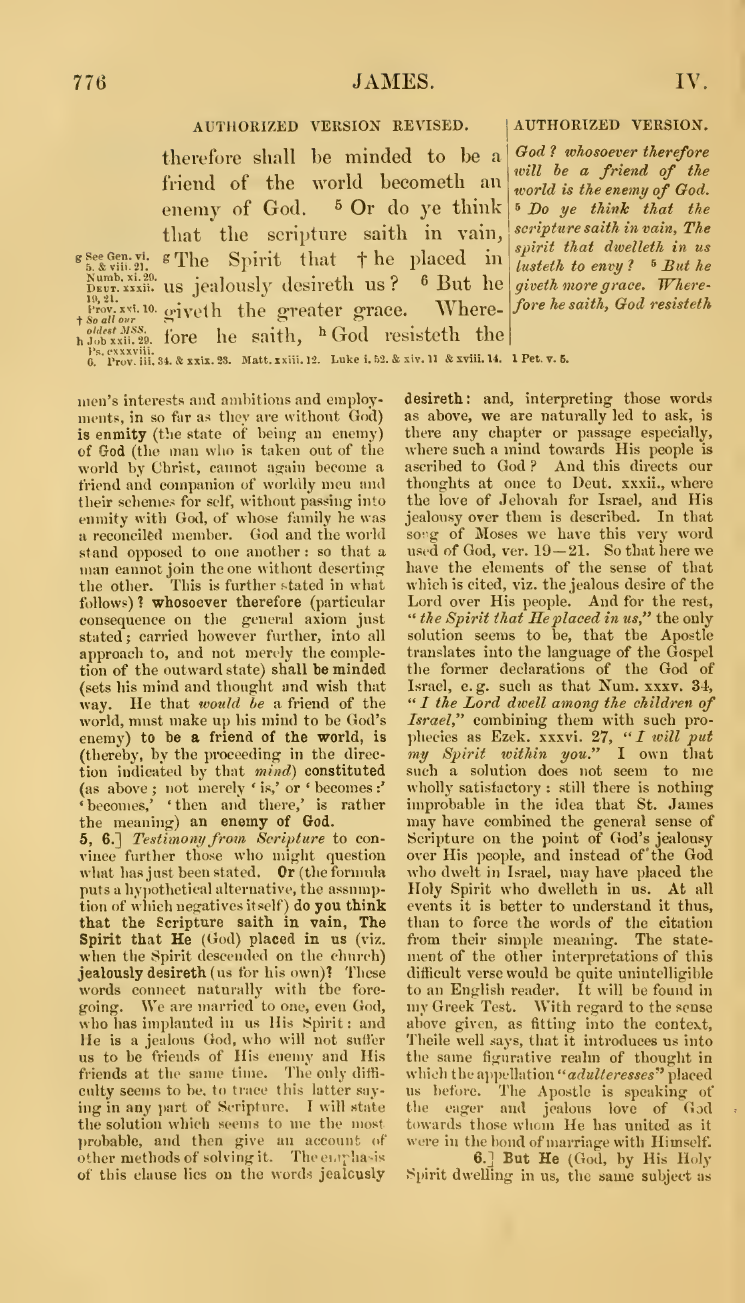 776 JAMES. IV.
AUTHORIZED VERSION REVISED.
therefore shall be minded to be a
friend of the world becometh an
enemy of God. 5 Or do ye think
that the scripture saith in vain,
g The Spirit that † he placed in
us jealously desireth us? 6 But he
giveth the greater grace. Where-
fore he saith, h God resisteth the
g See Gen. vi.
5. & viii. 21.
Numb. xi. 29.
DEUT. xxxii.
19, 21.
Prov. xvi. 10.
† So all our
oldest MSS.
h Job xxii. 29.
Ps. cxxxviii.
6. Prov. iii. 34. & xxix. 23. Matt. xxiii. 12. Luke i. 52. & xiv. 11 & xviii. 14. 1 Pet. v. 5.
AUTHORIZED VERSION.
God? whosoever therefore
will be a friend of the
world is the enemy of God.
5 Do ye think that the
scripture saith in vain, The
spirit that dwelleth in us
lusteth to envy? 5 But he
giveth more grace. Where-
fore he saith, God resisteth
men's interests and ambitions and employ-
ments, in so far as they are without God)
is enmity (the state of being an enemy)
of God (the man who is taken out of the
world by Christ, cannot again become a
friend and companion of worldly men and
their schemes for self, without passing into
enmity with God, of whose family he was
a reconciled member. God and the world
stand opposed to one another: so that a
man cannot join the one without deserting
the other. This is further stated in what
follows)? whosoever therefore (particular
consequence on the general axiom just
stated; carried however further, into all
approach to, and not merely the comple-
tion of the outward state) shall be minded
(sets his mind and thought and wish that
way. He that would be a friend of the
world, must make up his mind to be God's
enemy) to be a friend of the world, is
(thereby, by the proceeding in the direc-
tion indicated by that mind) constituted
(as above; not merely 'is,' or 'becomes:'
'becomes,' 'then and there,' is rather
the meaning) an enemy of God.
5, 6.] Testimony from Scripture to con-
vince further those who might question
what has just been stated. Or (the formula
puts a hypothetical alternative, the assump-
tion of which negatives itself) do you think
that the Scripture saith in vain, The
Spirit that He (God) placed in us (viz.
when the Spirit descended on the church)
jealously desireth (us for his own)? These
words connect naturally with the fore-
going. We are married to one, even God,
who has implanted in us His Spirit: and
He is a jealous God, who will not suffer
us to be friends of His enemy and His
friends at the same time. The only diffi-
culty seems to be, to trace this latter say-
ing in any part of Scripture. I will state
the solution which seems to me the most
probable, and then give an account of
other methods of solving it. The emphasis
of this clause lies on the words jealously
desireth: and, interpreting those words
as above, we are naturally led to ask, is
there any chapter or passage especially,
where such a mind towards His people is
ascribed to God? And this directs our
thoughts at once to Deut. xxxii., where
the love of Jehovah for Israel, and His
jealousy over them is described. In that
song of Moses we have this very word
used of God, ver. 19—21. So that here we
have the elements of the sense of that
which is cited, viz. the jealous desire of the
Lord over His people. And for the rest,
"the Spirit that He placed in us," the only
solution seems to be, that the Apostle
translates into the language of the Gospel
the former declarations of the God of
Israel, e.g. such as that Num. xxxv. 34,
"I the Lord dwell among the children of
Israel," combining them with such pro-
phecies as Ezek. xxxvi. 27, "I will put
my Spirit within you." I own that
such a solution does not seem to me
wholly satisfactory: still there is nothing
improbable in the idea that St. James
may have combined the general sense of
Scripture on the point of God's jealousy
over His people, and instead of the God
who dwelt in Israel, may have placed the
Holy Spirit who dwelleth in us. At all
events it is better to understand it thus,
than to force the words of the citation
from their simple meaning. The state-
ment of the other interpretations of this
difficult verse would be quite unintelligible
to an English reader. It will be found in
my Greek Test. With regard to the sense
above given, as fitting into the context,
Theile well says, that it introduces us into
the same figurative realm of thought in
which the appellation "adulteresses" placed
us before. The Apostle is speaking of
the eager and jealous love of God
towards those whom He has united as it
were in the bond of marriage with Himself.
6.] But He (God, by His Holy
Spirit dwelling in us, the same subject as